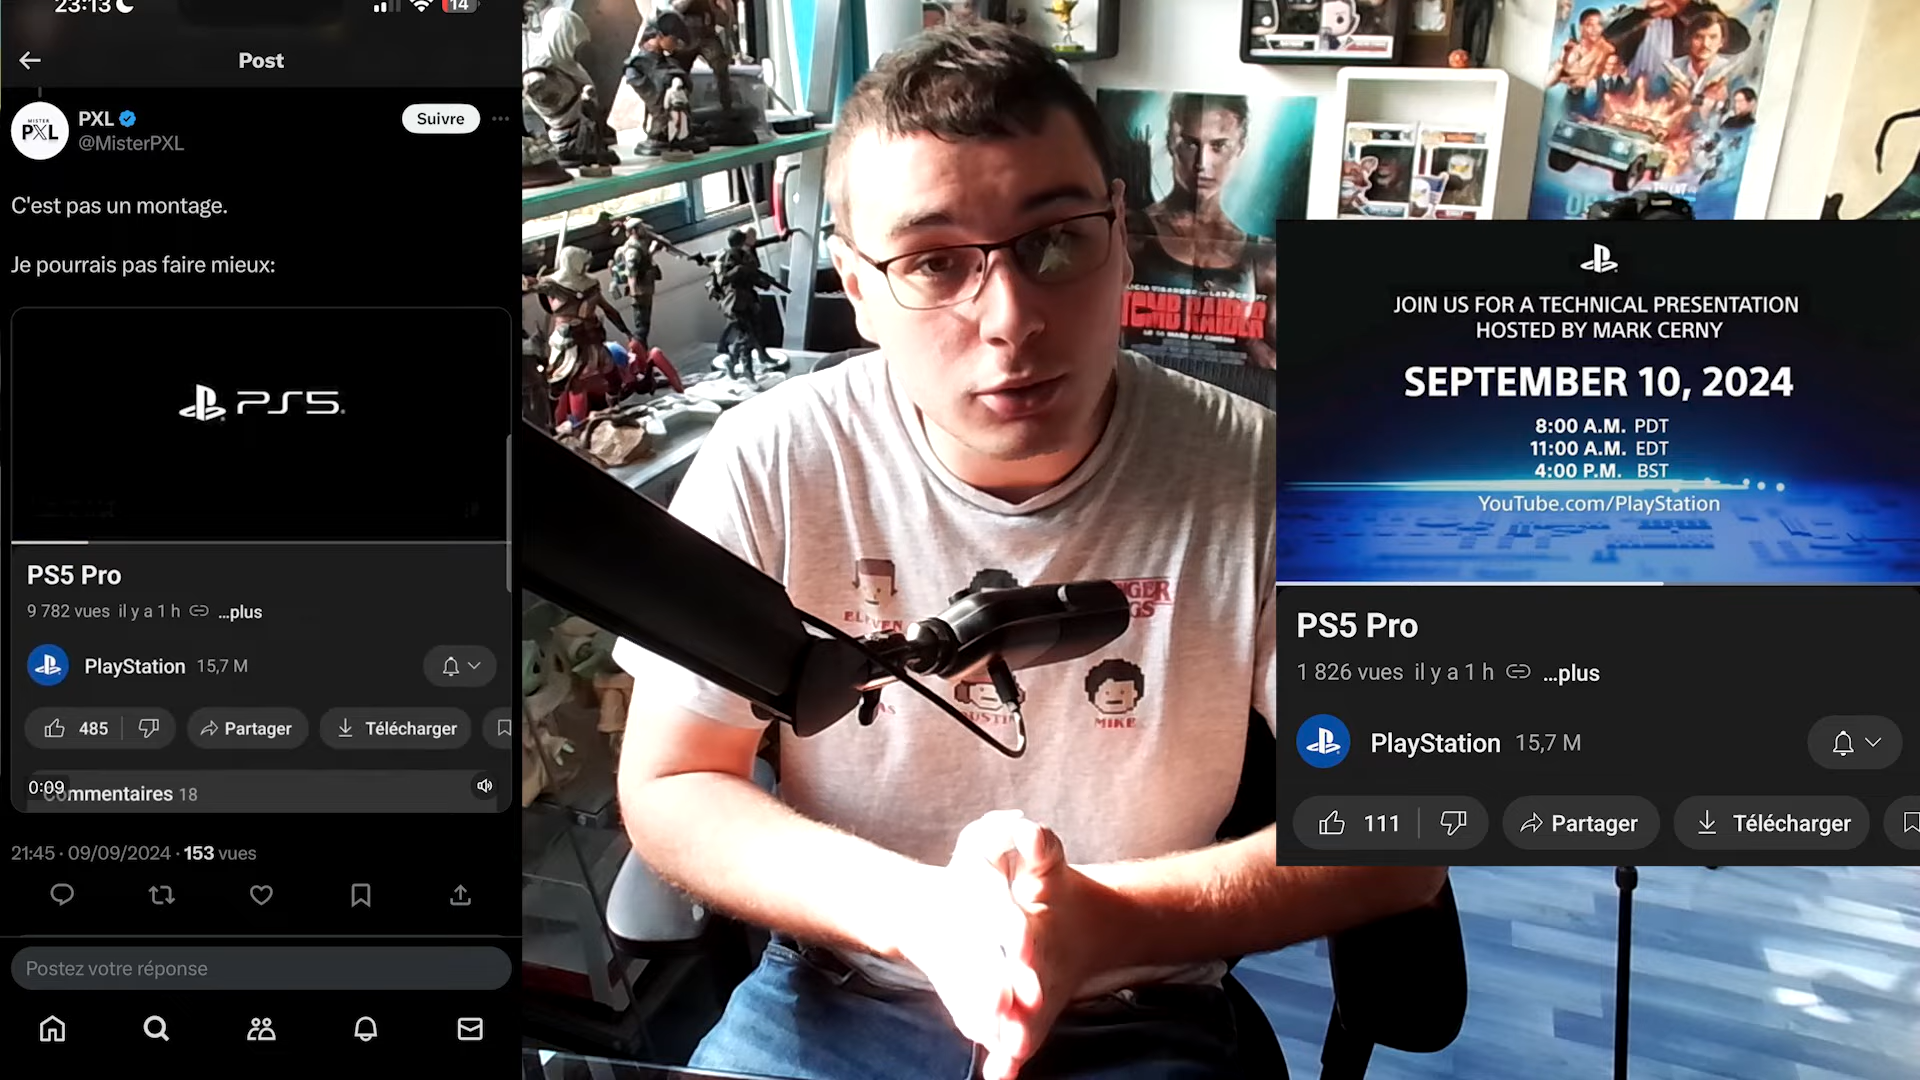 23:13
14
Post
MISTER
PXL
PXL
@MisterPXL
Suivre
C'est pas un montage.
Je pourrais pas faire mieux:
PS5
PS5 Pro
9 782 vues il y a 1 h ...plus
PlayStation 15,7 M
485
Partager
Télécharger
0:09
Commentaires 18
21:45 · 09/09/2024 · 153 vues
Postez votre réponse
TOMB RAIDER
ELEVEN
DUSTIN
MIKE
JOIN US FOR A TECHNICAL PRESENTATION
HOSTED BY MARK CERNY
SEPTEMBER 10, 2024
8:00 A.M. PDT
11:00 A.M. EDT
4:00 P.M. BST
YouTube.com/PlayStation
PS5 Pro
1 826 vues il y a 1 h ...plus
PlayStation 15,7 M
111
Partager
Télécharger